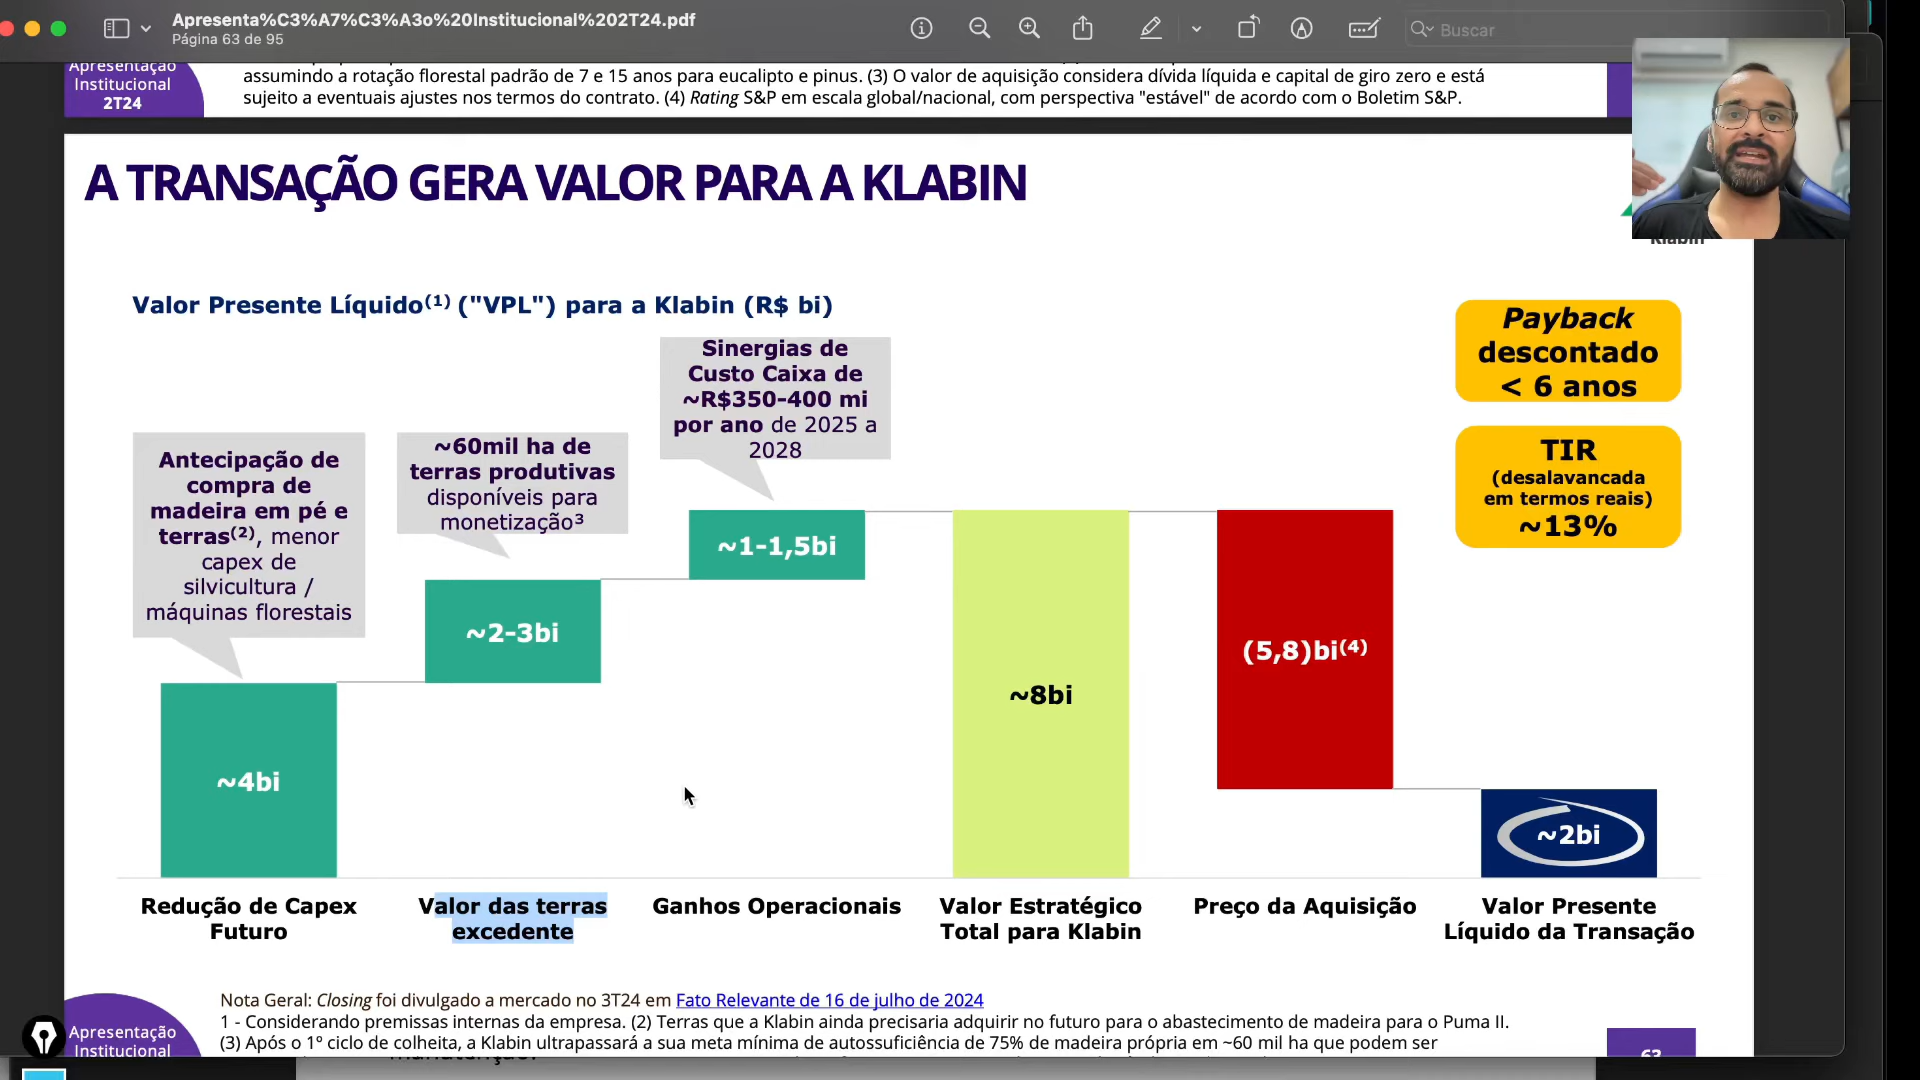 Apresenta%C3%A7%C3%A3o%20Institucional%202T24.pdf
Página 63 de 95
Buscar
Apresentação
Institucional
2T24
assumindo a rotação florestal padrão de 7 e 15 anos para eucalipto e pinus. (3) O valor de aquisição considera dívida líquida e capital de giro zero e está
sujeito a eventuais ajustes nos termos do contrato. (4) Rating S&P em escala global/nacional, com perspectiva "estável" de acordo com o Boletim S&P.
A TRANSAÇÃO GERA VALOR PARA A KLABIN
Klabin
Valor Presente Líquido(1) ("VPL") para a Klabin (R$ bi)
Payback
descontado
< 6 anos
TIR
(desalavancada
em termos reais)
~13%
Antecipação de
compra de
madeira em pé e
terras(2), menor
capex de
silvicultura /
máquinas florestais
~60mil ha de
terras produtivas
disponíveis para
monetização³
Sinergias de
Custo Caixa de
~R$350-400 mi
por ano de 2025 a
2028
~4bi
~2-3bi
~1-1,5bi
~8bi
(5,8)bi(4)
~2bi
Redução de Capex
Futuro
Valor das terras
excedente
Ganhos Operacionais
Valor Estratégico
Total para Klabin
Preço da Aquisição
Valor Presente
Líquido da Transação
Nota Geral: Closing foi divulgado a mercado no 3T24 em Fato Relevante de 16 de julho de 2024
1 - Considerando premissas internas da empresa. (2) Terras que a Klabin ainda precisaria adquirir no futuro para o abastecimento de madeira para o Puma II.
(3) Após o 1º ciclo de colheita, a Klabin ultrapassará a sua meta mínima de autossuficiência de 75% de madeira própria em ~60 mil ha que podem ser
Apresentação
Institucional
63